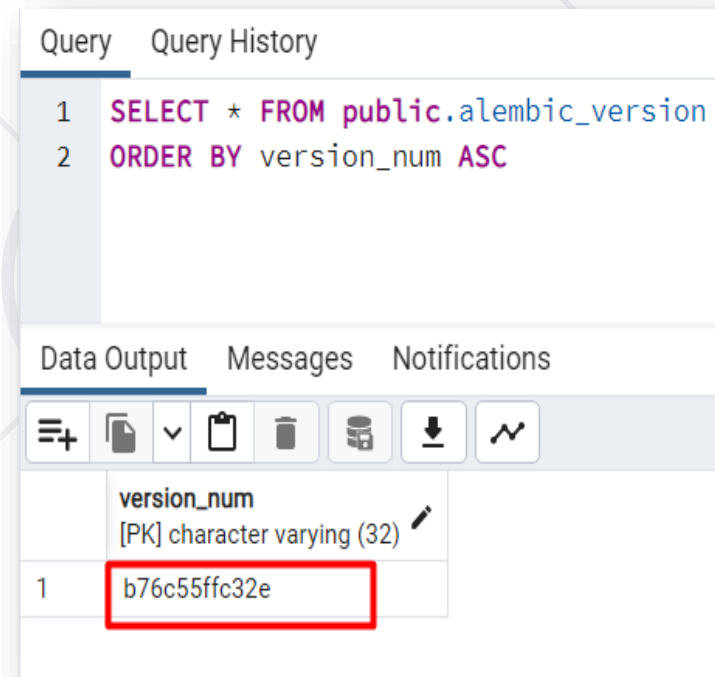 Query Query History
1 SELECT * FROM public.alembic_version
2 ORDER BY version_num ASC
Data Output Messages Notifications
version_num
[PK] character varying (32)
1 b76c55ffc32e